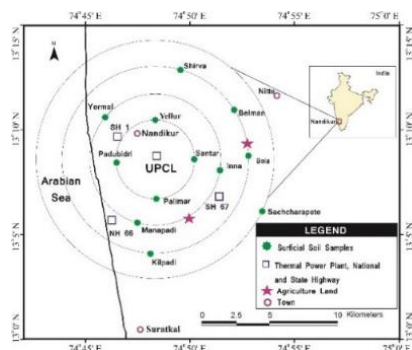 74°45'E
74°50'E
74°55'E
75°0'E
13°15'N
13°10'N
13°5'N
13°0'N
N
India
Nandikur
Shirva
Nitte
Belman
Yermal
Yellur
SH 1
Nandikur
Padubidri
Santur
Inna
Bola
UPCL
Arabian
Sea
Palimar
SH 67
Sachcharapete
NH 66
Manapadi
Kilpadi
Suratkal
LEGEND
Surficial Soil Samples
Thermal Power Plant, National
and State Highway
Agriculture Land
Town
Kilometers
0 2.5 5 10